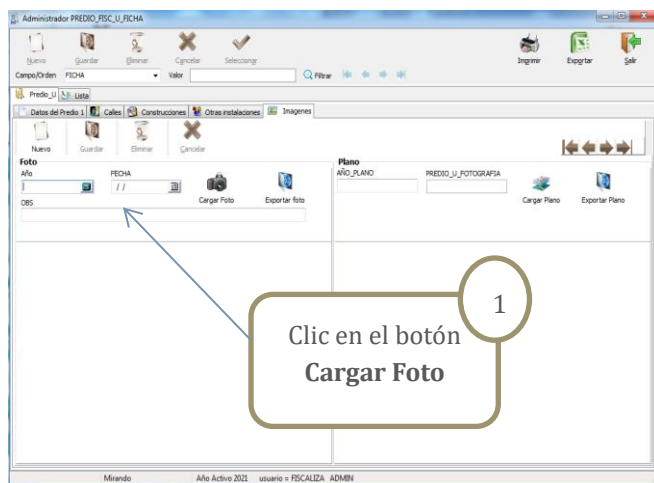 Administrador PREDIO_FISC_U_FICHA
Nuevo Guardar Eliminar Cancelar Seleccionar Imprimir Exportar Salir
Campo/Orden FICHA Valor Filtrar
Predio_U Lista
Datos del Predio 1 Calles Construcciones Otras instalaciones Imagenes
Nuevo Guardar Eliminar Cancelar
Foto Plano
Año FECHA AÑO_PLANO PREDIO_U_FOTOGRAFIA
/ /
Cargar Foto Exportar foto Cargar Plano Exportar Plano
OBS
1
Clic en el botón
Cargar Foto
Mirando Año Activo 2021 usuario = FISCALIZA_ADMIN